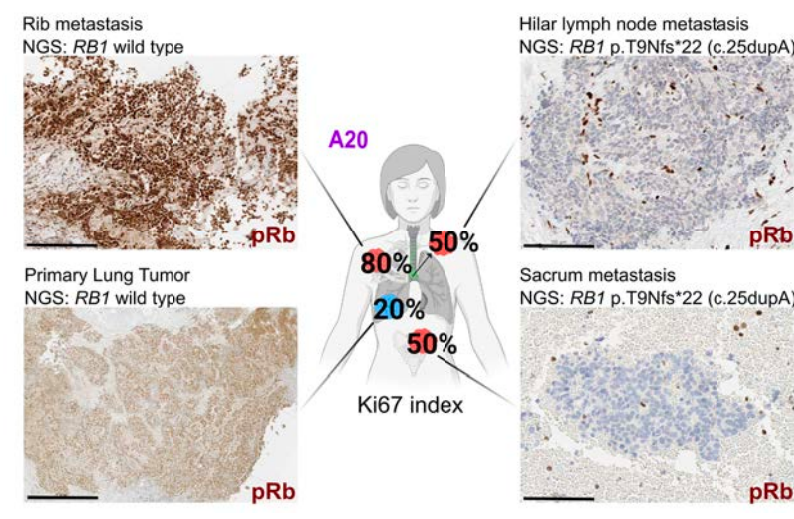 Rib metastasis
NGS: RB1 wild type
pRb
Hilar lymph node metastasis
NGS: RB1 p.T9Nfs*22 (c.25dupA)
pRb
A20
80%
50%
20%
50%
Ki67 index
Primary Lung Tumor
NGS: RB1 wild type
pRb
Sacrum metastasis
NGS: RB1 p.T9Nfs*22 (c.25dupA)
pRb